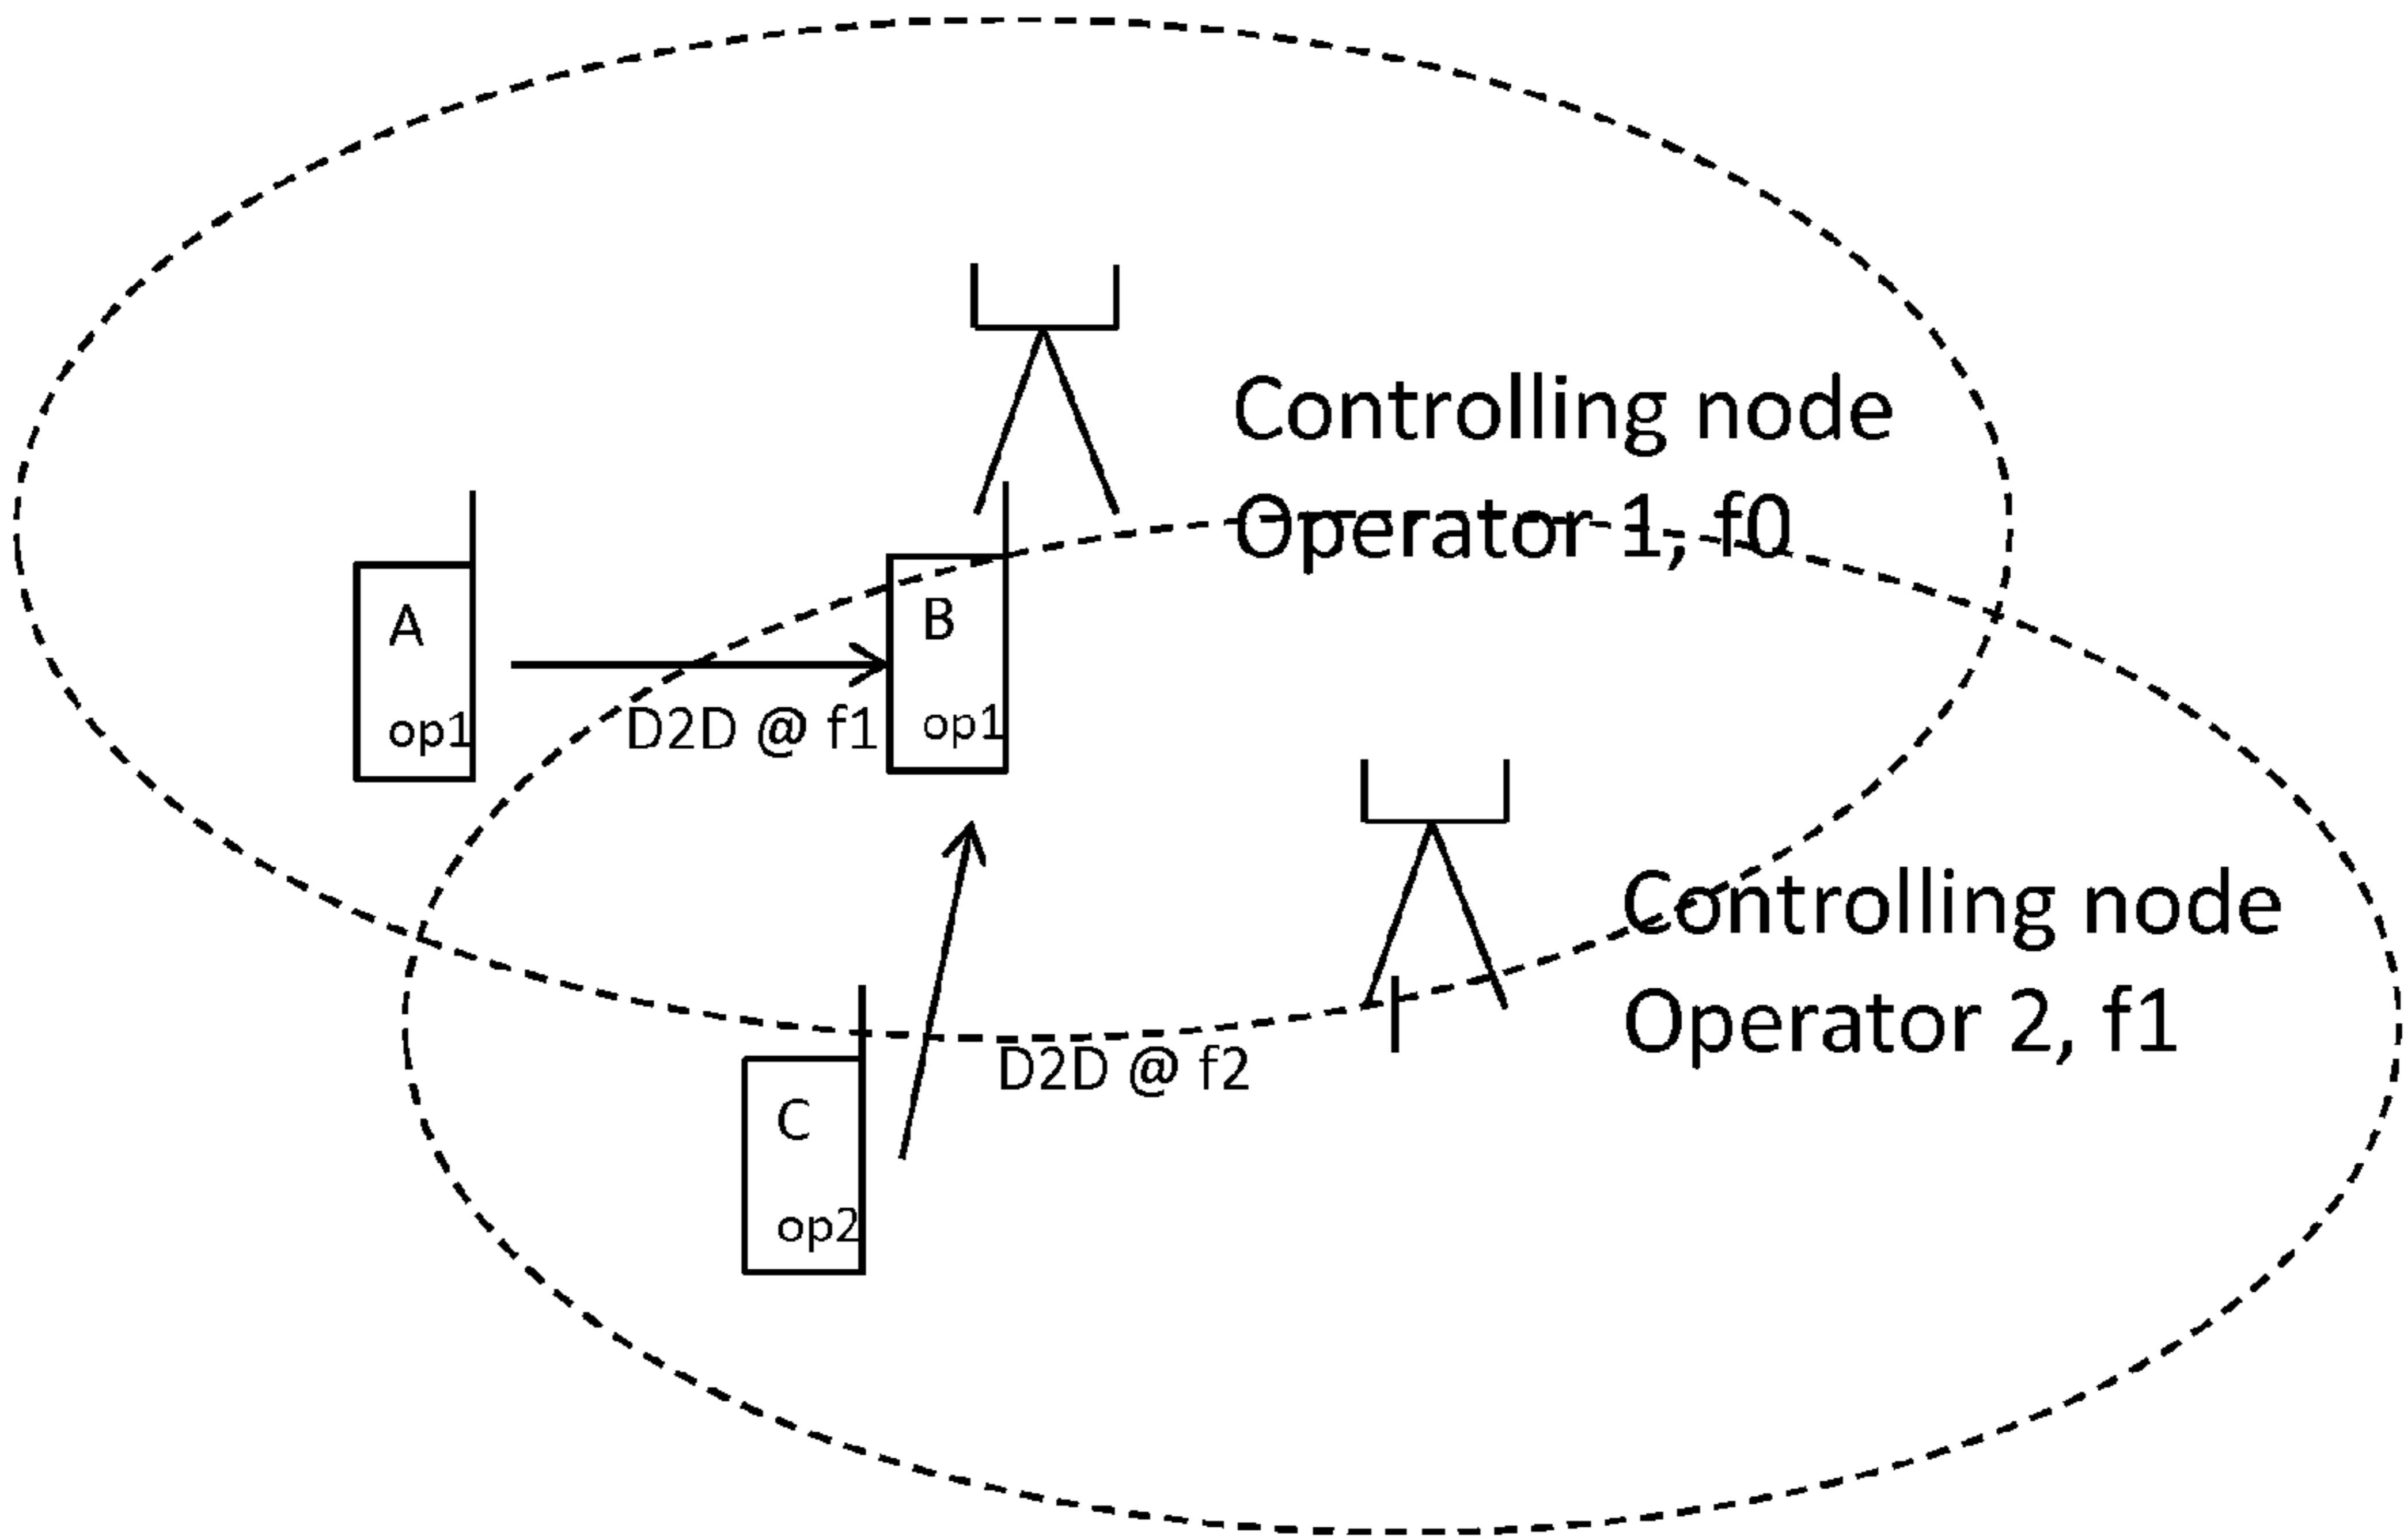 Controlling node
Operator 1, f0
A
op1
D2D @ f1
B
op1
Controlling node
Operator 2, f1
D2D @ f2
C
op2